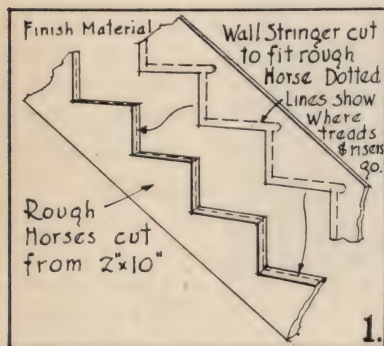 Finish Material
Wall Stringer cut
to fit rough
Horse Dotted
Lines show
where
treads
& risers
go.
Rough
Horses cut
from 2"x10"
1.